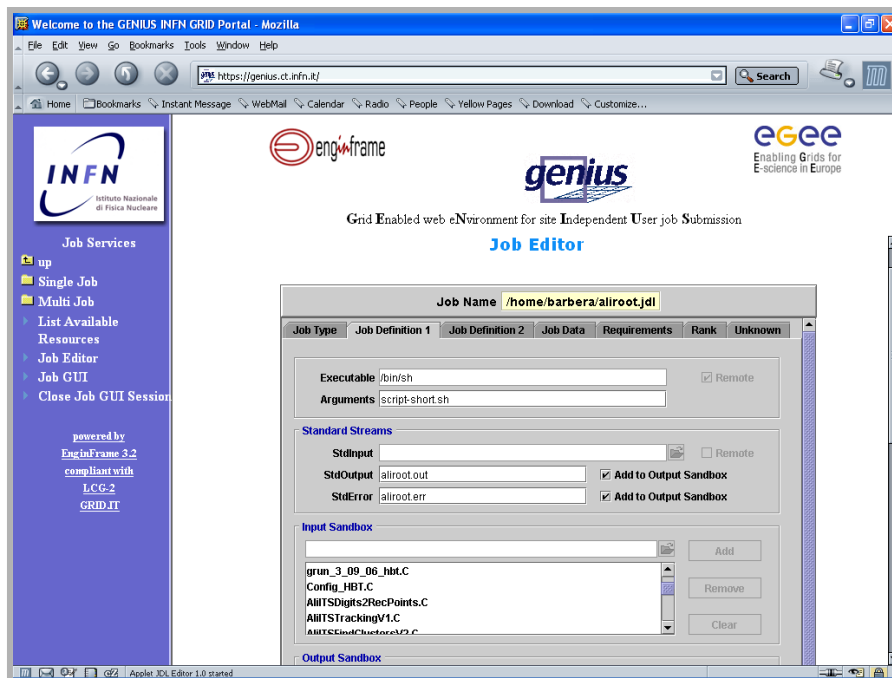 Welcome to the GENIUS INFN GRID Portal - Mozilla
File Edit View Go Bookmarks Tools Window Help
https://genius.ct.infn.it/ Search
Home Bookmarks Instant Message WebMail Calendar Radio People Yellow Pages Download Customize...
INFN
Istituto Nazionale
di Fisica Nucleare
Job Services
up
Single Job
Multi Job
List Available
Resources
Job Editor
Job GUI
Close Job GUI Session
powered by
EnginFrame 3.2
compliant with
LCG-2
GRID.IT
enginframe
genius
egee
Enabling Grids for
E-science in Europe
Grid Enabled web eNvironment for site Independent User job Submission
Job Editor
Job Name /home/barbera/aliroot.jdl
Job Type Job Definition 1 Job Definition 2 Job Data Requirements Rank Unknown
Executable /bin/sh Remote
Arguments script-short.sh
Standard Streams
StdInput Remote
StdOutput aliroot.out Add to Output Sandbox
StdError aliroot.err Add to Output Sandbox
Input Sandbox
Add
grun_3_09_06_hbt.C
Config_HBT.C
Remove
AliITSDigits2RecPoints.C
AliITSTrackingV1.C
Clear
AliITSFindClustersV2.C
Output Sandbox
Applet JDL Editor 1.0 started